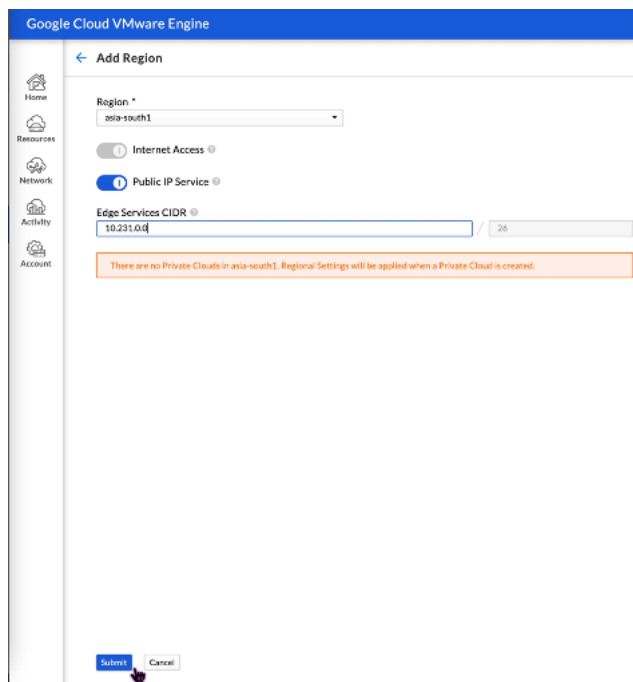 Google Cloud VMware Engine
Add Region
Home
Resources
Network
Activity
Account
Region *
asia-south1
Internet Access
Public IP Service
Edge Services CIDR
10.231.0.0 / 26
There are no Private Clouds in asia-south1. Regional Settings will be applied when a Private Cloud is created.
Submit Cancel